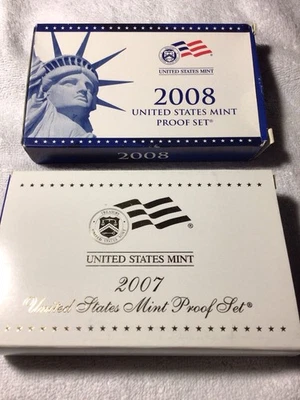 UNITED STATES MINT
2008
UNITED STATES MINT
PROOF SET®
2008
®
UNITED STATES MINT
2007
United States Mint Proof Set®